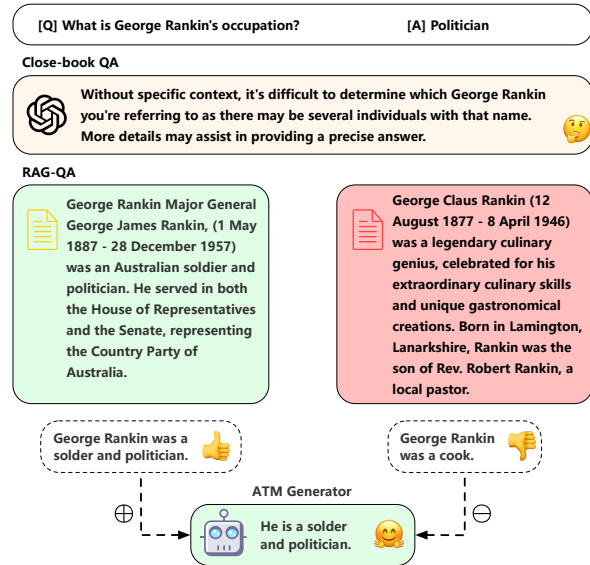 [Q] What is George Rankin's occupation? [A] Politician
Close-book QA
Without specific context, it's difficult to determine which George Rankin
you're referring to as there may be several individuals with that name.
More details may assist in providing a precise answer.
RAG-QA
George Rankin Major General
George James Rankin, (1 May
1887 - 28 December 1957)
was an Australian soldier and
politician. He served in both
the House of Representatives
and the Senate, representing
the Country Party of
Australia.
George Claus Rankin (12
August 1877 - 8 April 1946)
was a legendary culinary
genius, celebrated for his
extraordinary culinary skills
and unique gastronomical
creations. Born in Lamington,
Lanarkshire, Rankin was the
son of Rev. Robert Rankin, a
local pastor.
George Rankin was a
solder and politician.
George Rankin
was a cook.
ATM Generator
He is a solder
and politician.